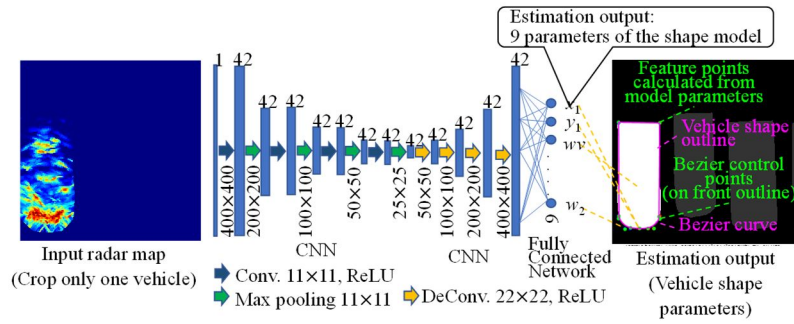 Estimation output:
9 parameters of the shape model
1 42
42 42
42 42
42 42 42 42
42
42
42
400×400
200×200
100×100
50×50
25×25
50×50
100×100
200×200
400×400
CNN
CNN
y1
wv
w2
9
Fully
Connected
Network
Input radar map
(Crop only one vehicle)
Conv. 11×11, ReLU
Max pooling 11×11
DeConv. 22×22, ReLU
Feature points
calculated from
model parameters
Vehicle shape
outline
Bezier control
points
(on front outline)
Bezier curve
Estimation output
(Vehicle shape
parameters)